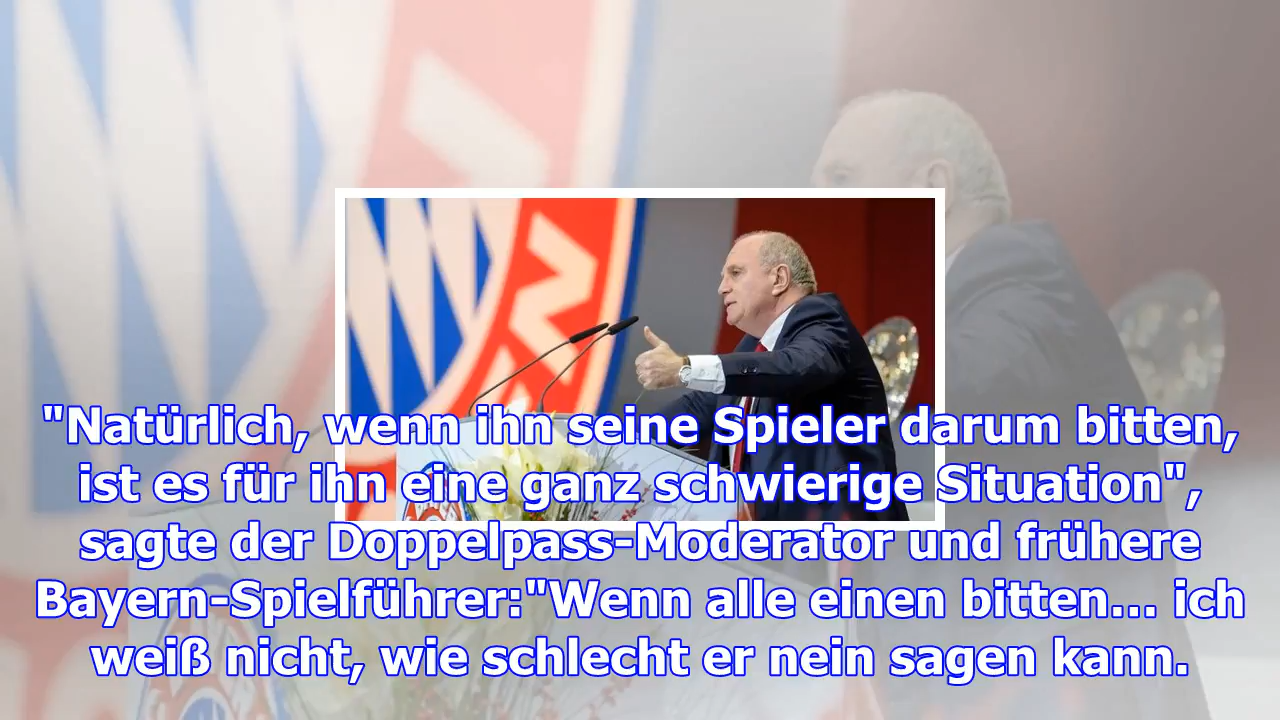 "Natürlich, wenn ihn seine Spieler darum bitten,
ist es für ihn eine ganz schwierige Situation",
sagte der Doppelpass-Moderator und frühere
Bayern-Spielführer:"Wenn alle einen bitten... ich
weiß nicht, wie schlecht er nein sagen kann.